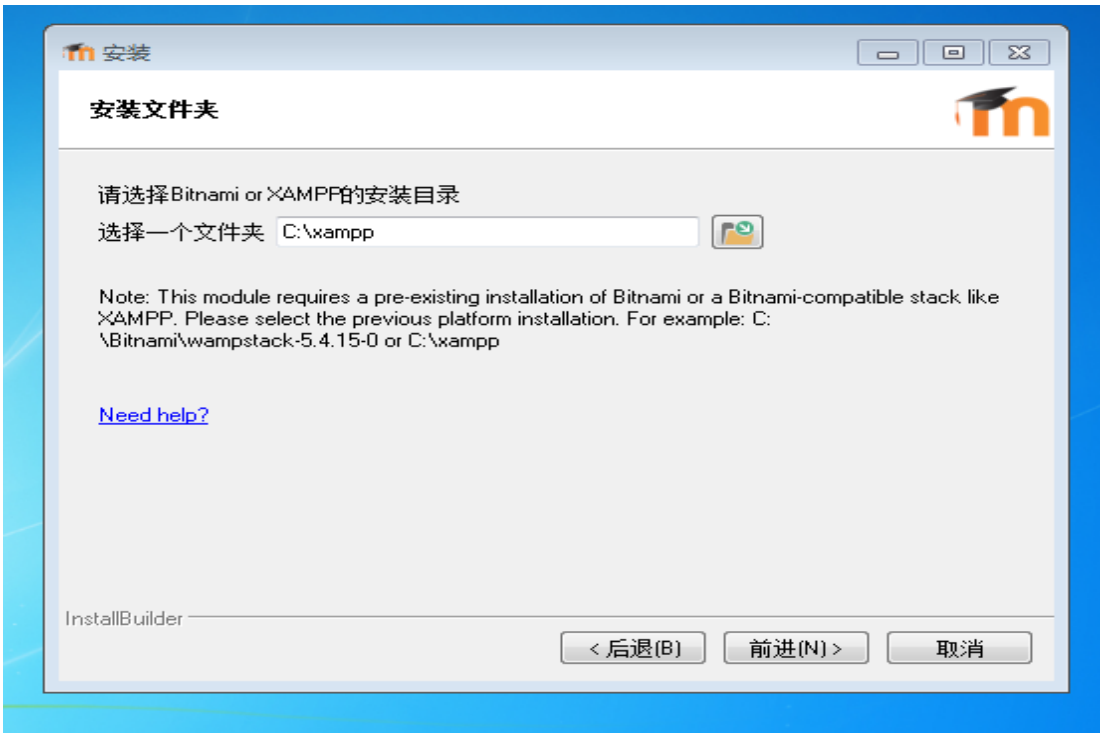 安装
安装文件夹
请选择Bitnami or XAMPP的安装目录
选择一个文件夹 C:\xampp
Note: This module requires a pre-existing installation of Bitnami or a Bitnami-compatible stack like
XAMPP. Please select the previous platform installation. For example: C:
\Bitnami\wampstack-5.4.15-0 or C:\xampp
Need help?
InstallBuilder
< 后退(B) 前进(N) > 取消